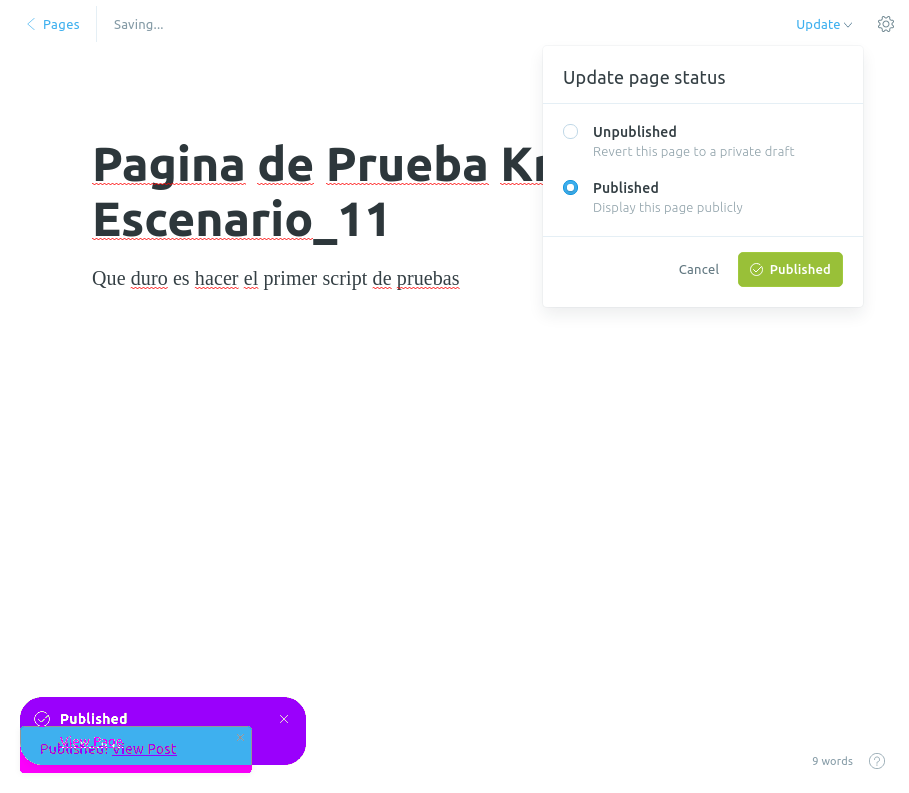 Pages
Saving...
Update
Update page status
Unpublished
Revert this page to a private draft
Published
Display this page publicly
Cancel
Published
Pagina de Prueba Kr
Escenario_11
Que duro es hacer el primer script de pruebas
Published
View Page
Published! View Post
9 words